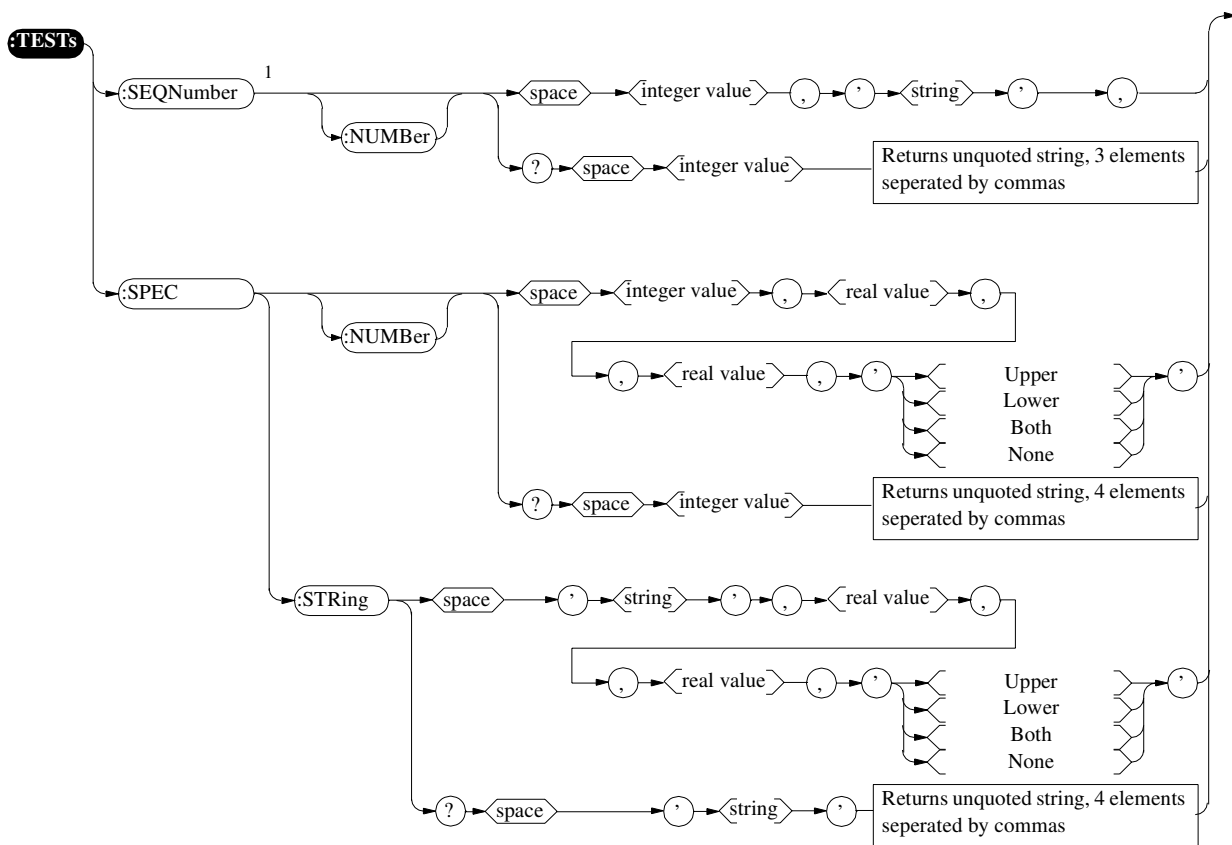 :TESTs
:SEQNumber 1 space integer value , ’ string ’ ,
:NUMBer
? space integer value Returns unquoted string, 3 elements
seperated by commas
:SPEC space integer value , real value ,
:NUMBer
, real value , ’ Upper ’
Lower
Both
None
? space integer value Returns unquoted string, 4 elements
seperated by commas
:STRing space ’ string ’ , real value ,
, real value , ’ Upper ’
Lower
Both
None
? space ’ string ’ Returns unquoted string, 4 elements
seperated by commas